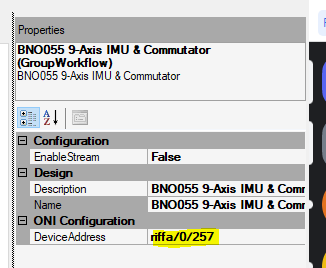 Properties
BNO055 9-Axis IMU & Commutator
(GroupWorkflow)
BNO055 9-Axis IMU & Commutator
Configuration
EnableStream False
Design
Description BNO055 9-Axis IMU & Comm
Name BNO055 9-Axis IMU & Comm
ONI Configuration
DeviceAddress riffa/0/257